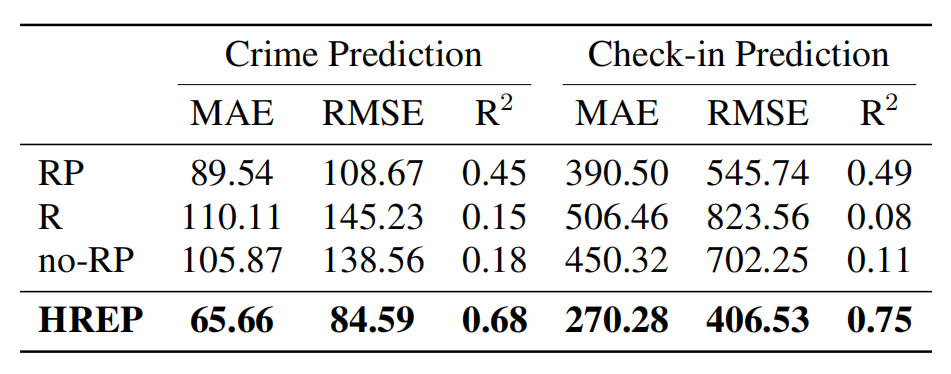 Crime Prediction Check-in Prediction
MAE RMSE R² MAE RMSE R²
RP 89.54 108.67 0.45 390.50 545.74 0.49
R 110.11 145.23 0.15 506.46 823.56 0.08
no-RP 105.87 138.56 0.18 450.32 702.25 0.11
HREP 65.66 84.59 0.68 270.28 406.53 0.75